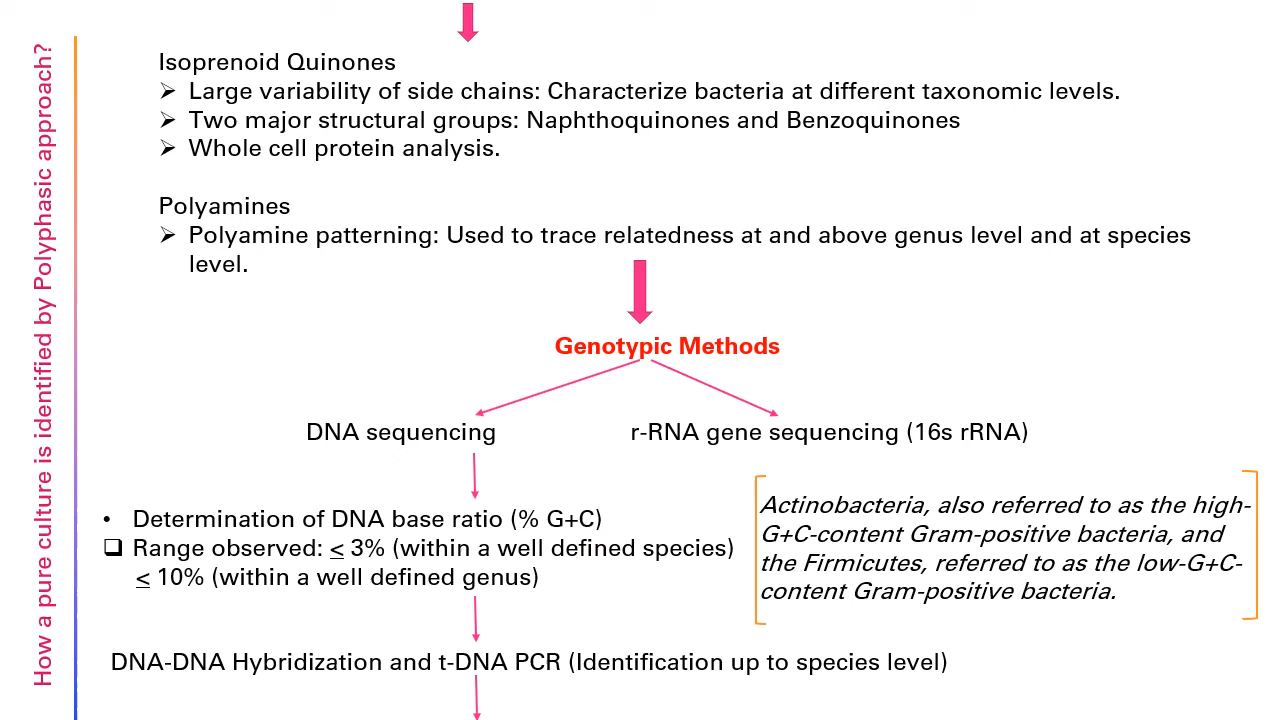 How a pure culture is identified by Polyphasic approach?
Isoprenoid Quinones
➢ Large variability of side chains: Characterize bacteria at different taxonomic levels.
➢ Two major structural groups: Naphthoquinones and Benzoquinones
➢ Whole cell protein analysis.
Polyamines
➢ Polyamine patterning: Used to trace relatedness at and above genus level and at species
level.
Genotypic Methods
DNA sequencing
r-RNA gene sequencing (16s rRNA)
• Determination of DNA base ratio (% G+C)
❑ Range observed: ≤ 3% (within a well defined species)
≤ 10% (within a well defined genus)
Actinobacteria, also referred to as the high-
G+C-content Gram-positive bacteria, and
the Firmicutes, referred to as the low-G+C-
content Gram-positive bacteria.
DNA-DNA Hybridization and t-DNA PCR (Identification up to species level)